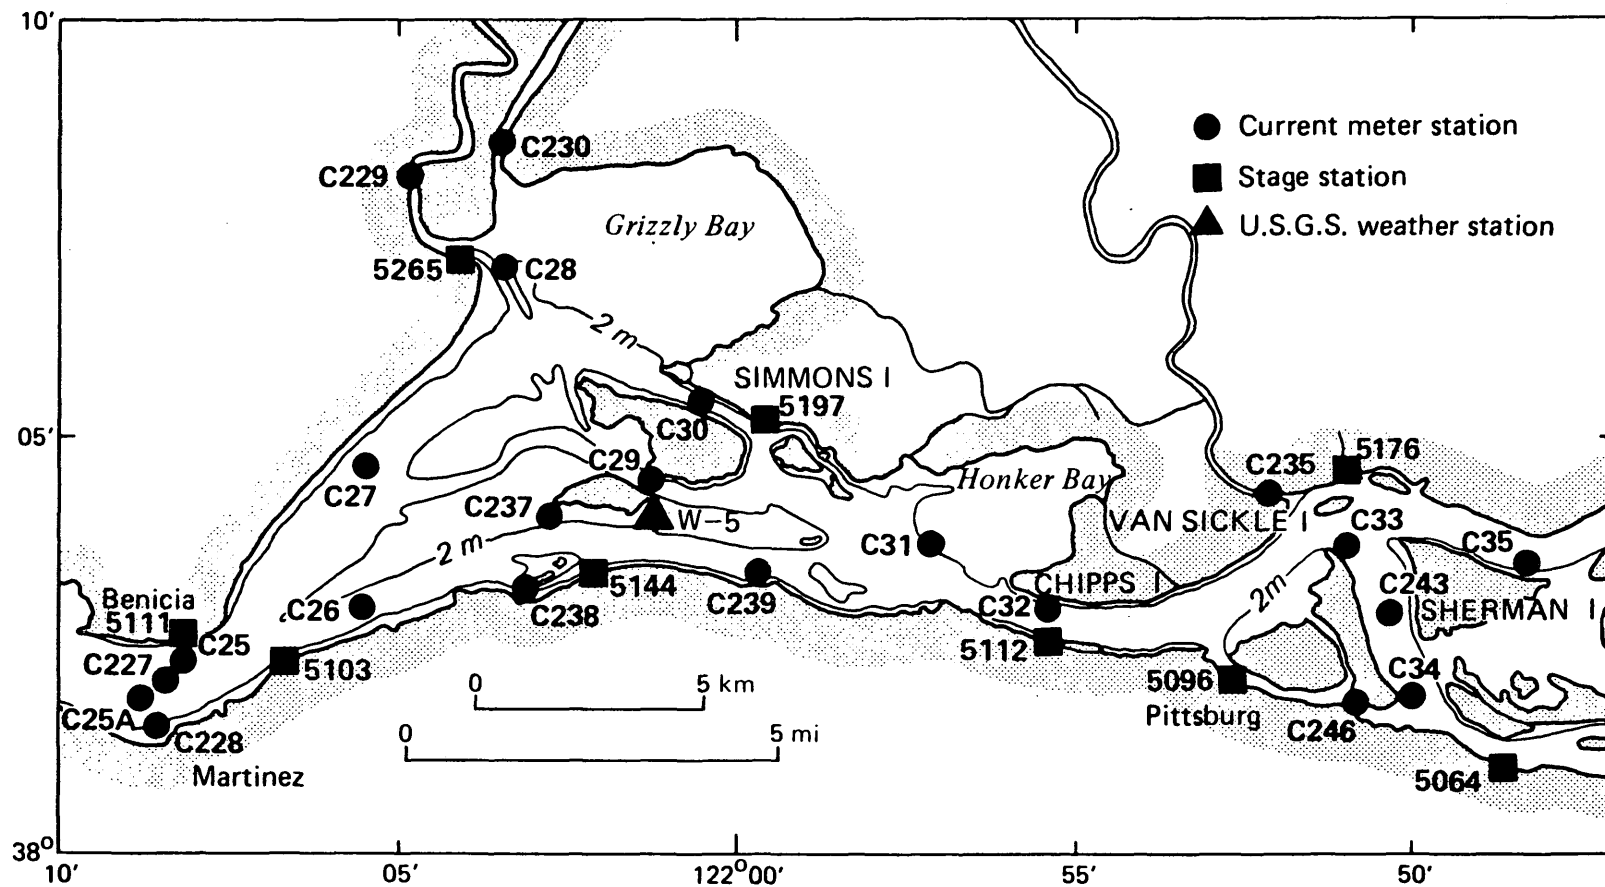 10′
C230
C229
Current meter station
Stage station
U.S.G.S. weather station
Grizzly Bay
5265
C28
2 m
SIMMONS I
5197
C30
05′
C29
C27
C237
W-5
2 m
Honker Bay
C235
5176
VAN SICKLE I
C33
C35
C31
CHIPPS I
C243
SHERMAN I
2m
Benicia
5111
C25
C26
C238
5144
C239
C32
5112
C227
5103
C25A
C228
Martinez
0 5 km
0 5 mi
5096
Pittsburg
C34
C246
5064
38°
10′ 05′ 122°00′ 55′ 50′